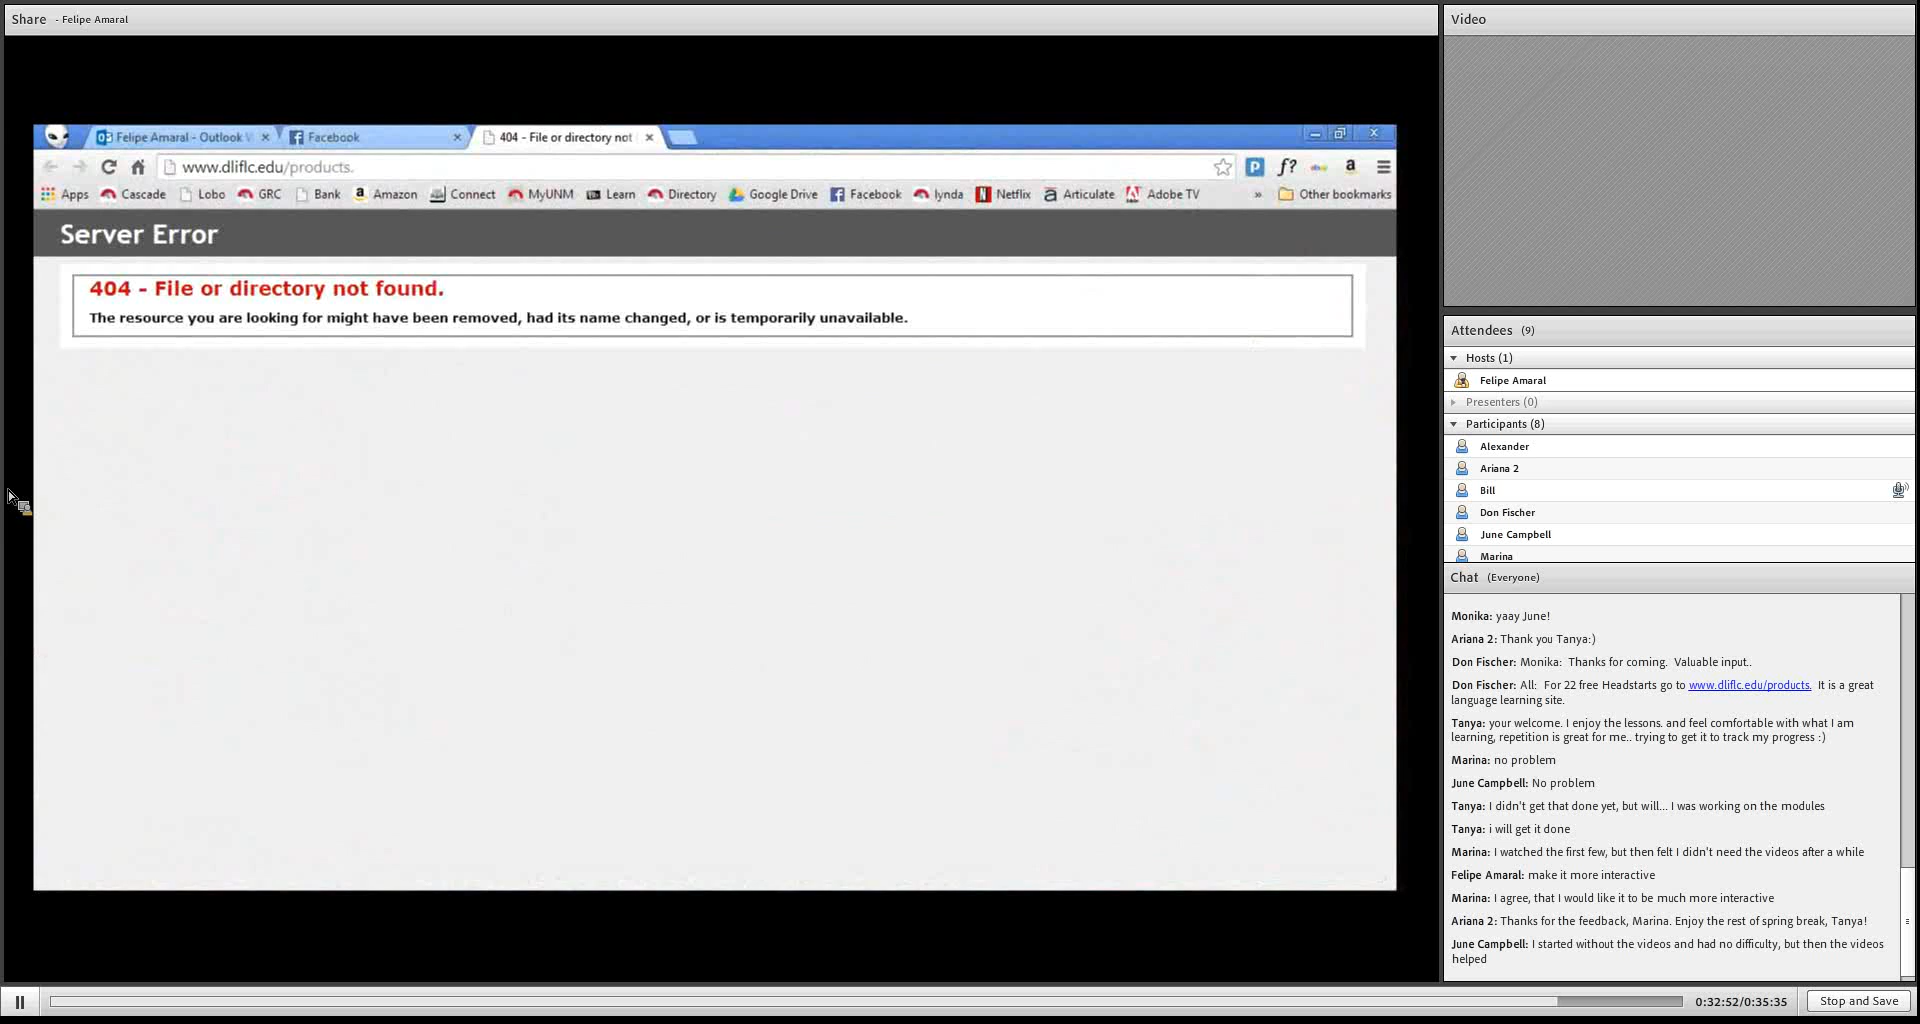 Share - Felipe Amaral
Felipe Amaral - Outlook
Facebook
404 - File or directory not
www.dliflc.edu/products.
Apps Cascade Lobo GRC Bank Amazon Connect MyUNM Learn Directory Google Drive Facebook lynda Netflix Articulate Adobe TV » Other bookmarks
Server Error
404 - File or directory not found.
The resource you are looking for might have been removed, had its name changed, or is temporarily unavailable.
Video
Attendees (9)
Hosts (1)
Felipe Amaral
Presenters (0)
Participants (8)
Alexander
Ariana 2
Bill
Don Fischer
June Campbell
Marina
Chat (Everyone)
Monika: yaay June!
Ariana 2: Thank you Tanya:)
Don Fischer: Monika: Thanks for coming. Valuable input..
Don Fischer: All: For 22 free Headstarts go to www.dliflc.edu/products. It is a great
language learning site.
Tanya: your welcome. I enjoy the lessons. and feel comfortable with what I am
learning, repetition is great for me.. trying to get it to track my progress :)
Marina: no problem
June Campbell: No problem
Tanya: I didn't get that done yet, but will... I was working on the modules
Tanya: i will get it done
Marina: I watched the first few, but then felt I didn't need the videos after a while
Felipe Amaral: make it more interactive
Marina: I agree, that I would like it to be much more interactive
Ariana 2: Thanks for the feedback, Marina. Enjoy the rest of spring break, Tanya!
June Campbell: I started without the videos and had no difficulty, but then the videos
helped
0:32:52/0:35:35
Stop and Save